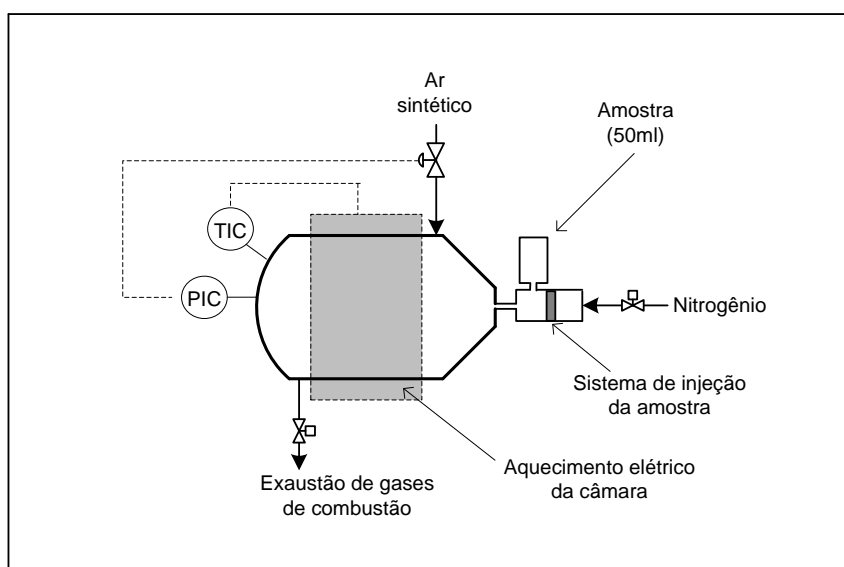 Ar
sintético
Amostra
(50ml)
TIC
PIC
Nitrogênio
Sistema de injeção
da amostra
Aquecimento elétrico
da câmara
Exaustão de gases
de combustão